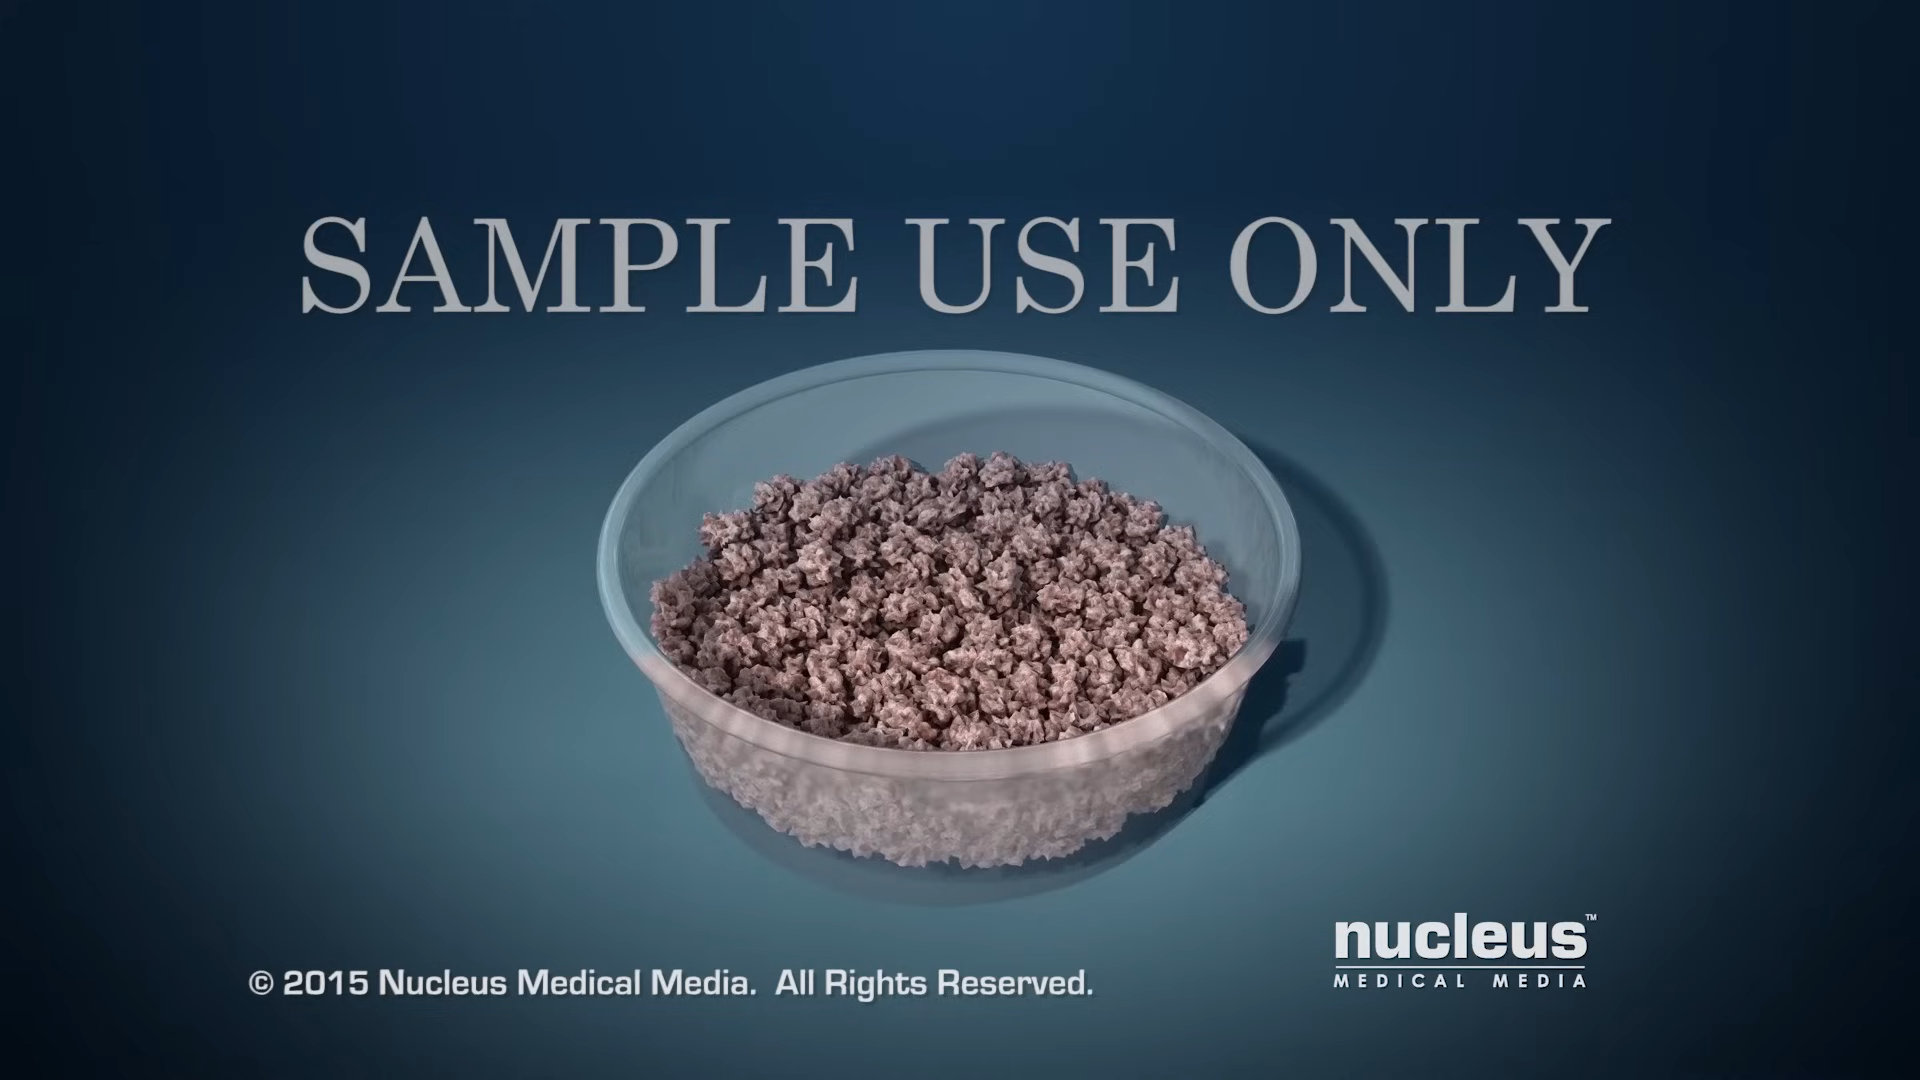 SAMPLE USE ONLY
nucleus™
MEDICAL MEDIA
© 2015 Nucleus Medical Media. All Rights Reserved.